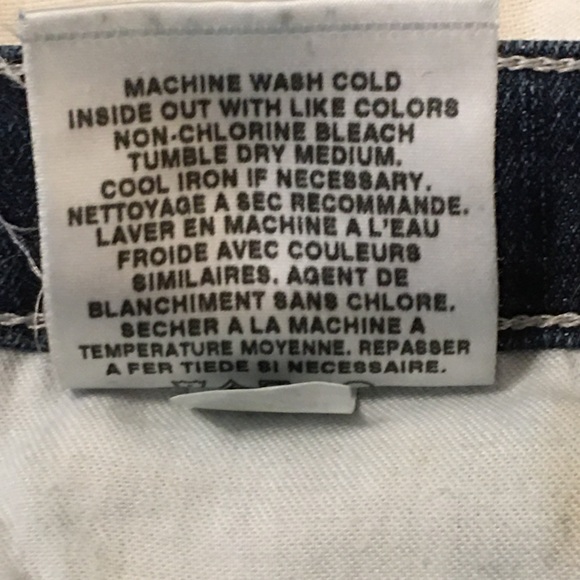 MACHINE WASH COLD
INSIDE OUT WITH LIKE COLORS
NON-CHLORINE BLEACH
TUMBLE DRY MEDIUM.
COOL IRON IF NECESSARY.
NETTOYAGE A SEC RECOMMANDE.
LAVER EN MACHINE A L'EAU
FROIDE AVEC COULEURS
SIMILAIRES. AGENT DE
BLANCHIMENT SANS CHLORE.
SECHER A LA MACHINE A
TEMPERATURE MOYENNE. REPASSER
A FER TIEDE SI NECESSAIRE.